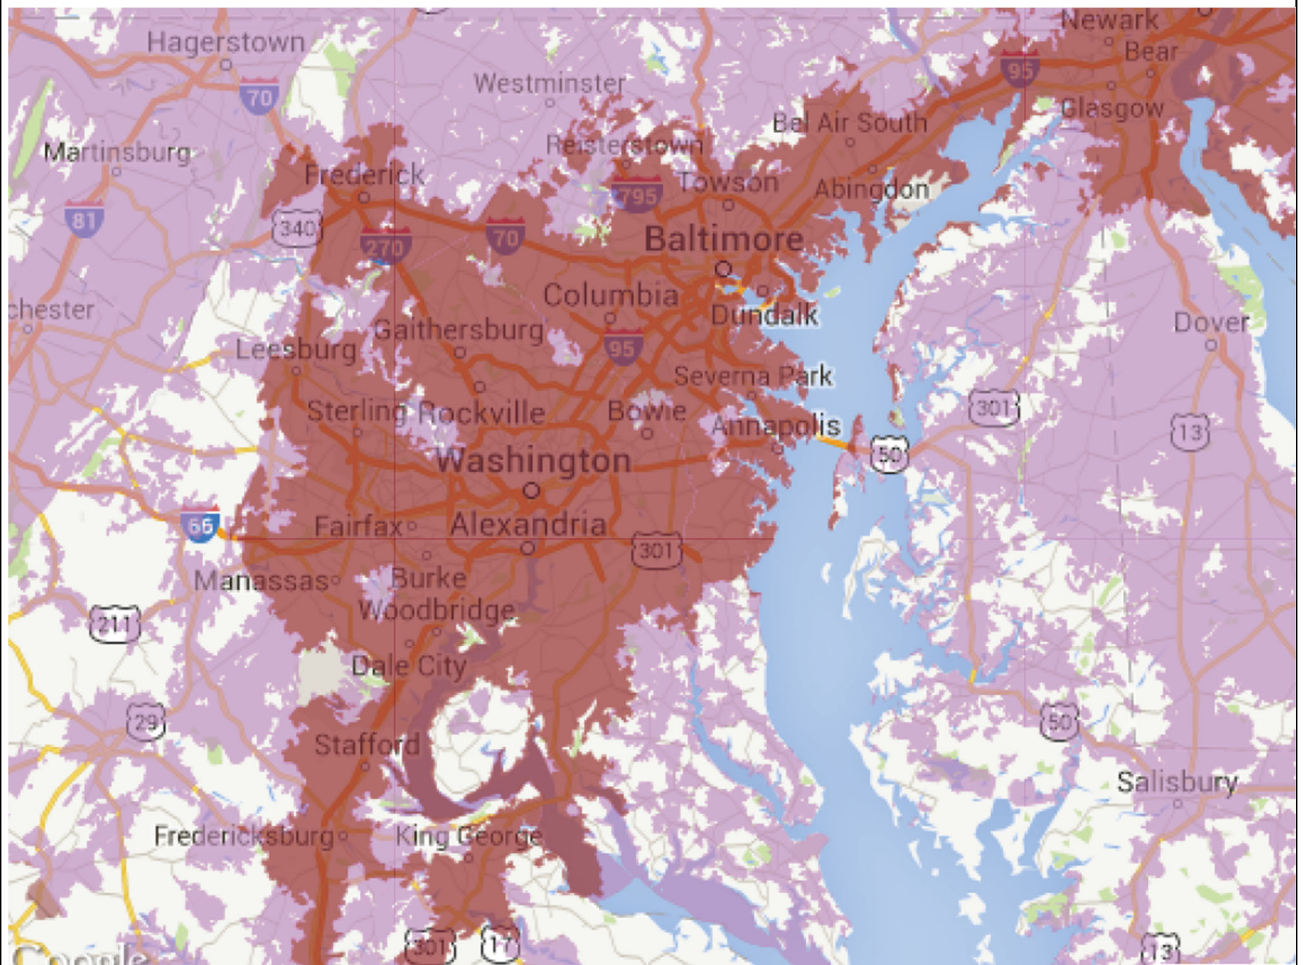 Newark
Hagerstown
Bear
95
Westminster
70
Glasgow
Bel Air South
Reisterstown
Martinsburg
Frederick
Towson
Abingdon
795
81
340
Baltimore
270
70
Columbia
chester
Dundalk
Dover
Gaithersburg
Leesburg
95
Severna Park
301
Sterling
Rockville
Bowie
Annapolis
13
50
Washington
66
Fairfax
Alexandria
301
Manassas
Burke
Woodbridge
211
Dale City
29
50
Stafford
Salisbury
Fredericksburg
King George
301
17
13
Google